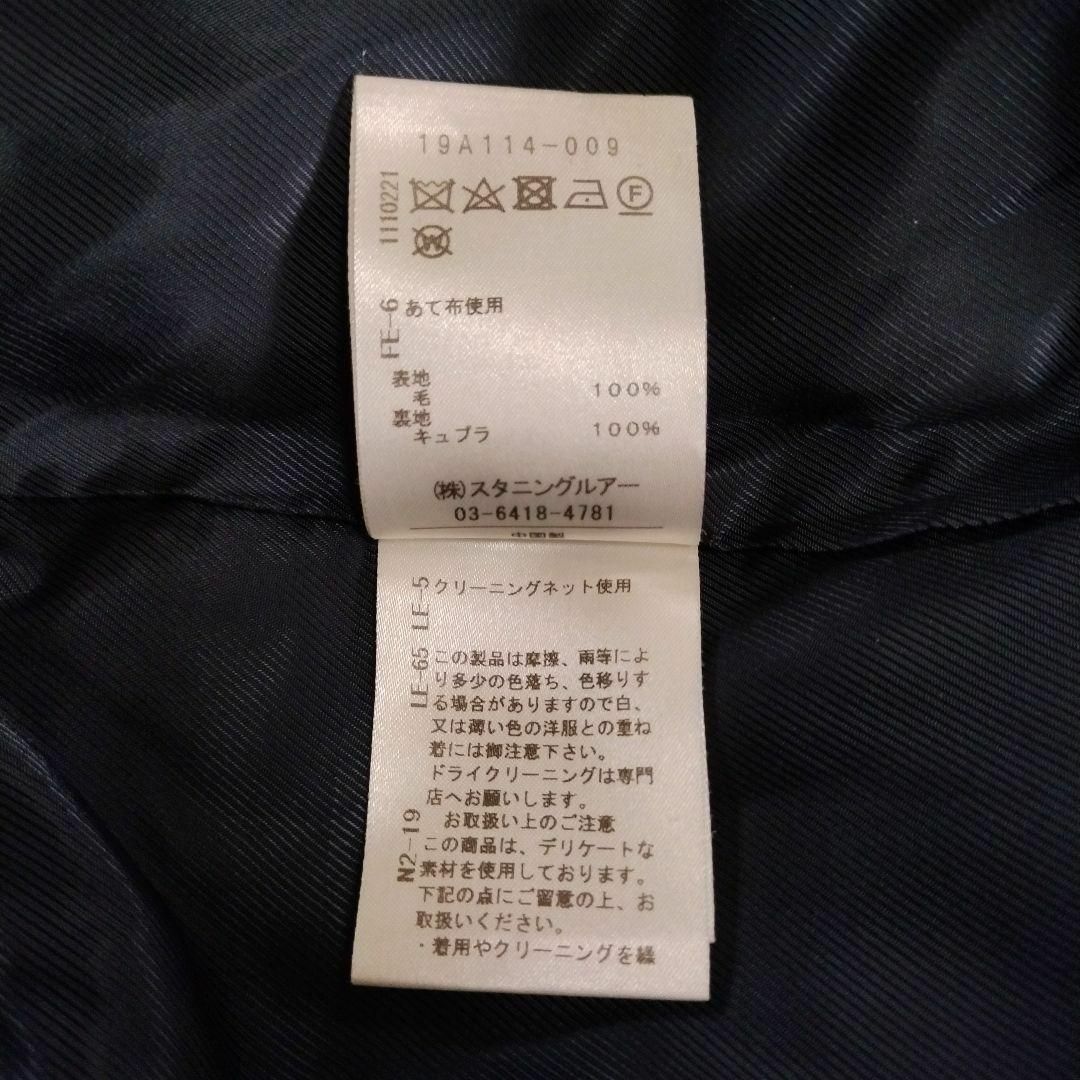 19A114-009
1110221
F
W
FE-6
あて布使用
表地
毛 100%
裏地
キュプラ 100%
(株)スタニングルアー
03-6418-4781
中国製
LE-5
クリーニングネット使用
LE-65
この製品は摩擦、雨等によ
り多少の色落ち、色移りす
る場合がありますので白、
又は薄い色の洋服との重ね
着には御注意下さい。
ドライクリーニングは専門
店へお願いします。
お取扱い上のご注意
N2-19
この商品は、デリケートな
素材を使用しております。
下記の点にご留意の上、お
取扱いください。
・着用やクリーニングを繰